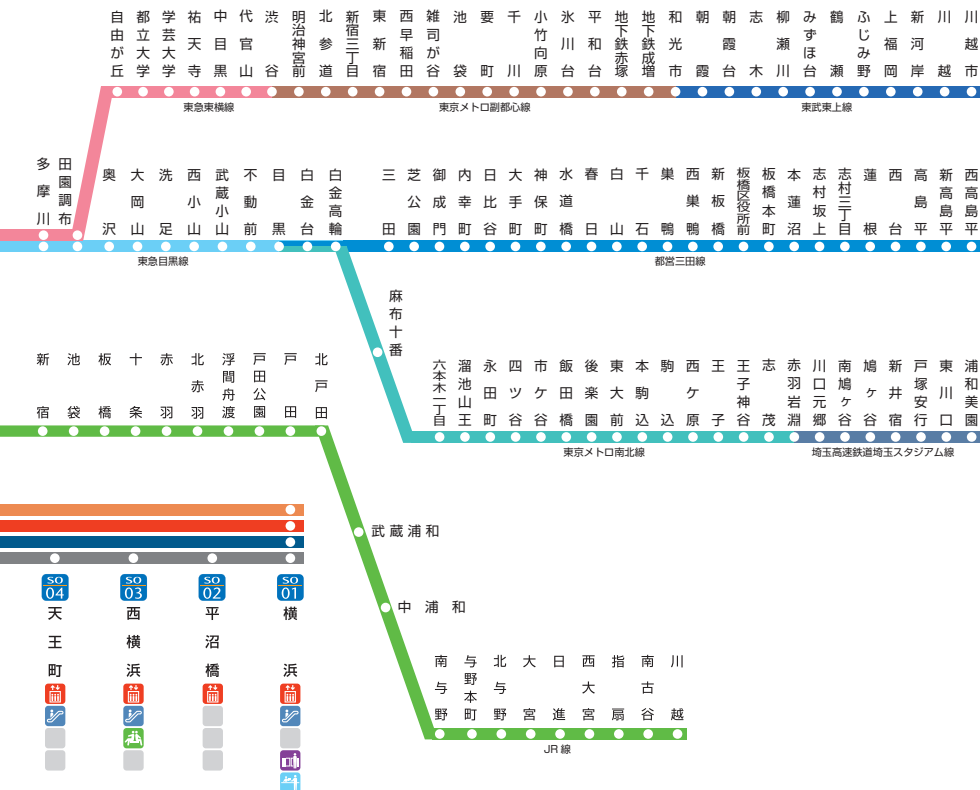 自由が丘
都立大学
学芸大学
祐天寺
中目黒
代官山
渋谷
明治神宮前
北参道
新宿三丁目
東新宿
西早稲田
雑司が谷
池袋
要町
千川
小竹向原
氷川台
平和台
地下鉄赤塚
地下鉄成増
和光市
朝霞
朝霞台
志木
柳瀬川
みずほ台
鶴瀬
ふじみ野
上福岡
新河岸
川越
川越市
東急東横線
東京メトロ副都心線
東武東上線
多摩川
田園調布
奥沢
大岡山
洗足
西小山
武蔵小山
不動前
目黒
白金台
白金高輪
三田
芝公園
御成門
内幸町
日比谷
大手町
神保町
水道橋
春日
白山
千石
巣鴨
西巣鴨
新板橋
板橋区役所前
板橋本町
本蓮沼
志村坂上
志村三丁目
蓮根
西台
高島平
新高島平
西高島平
東急目黒線
都営三田線
麻布十番
六本木一丁目
溜池山王
永田町
四ツ谷
市ケ谷
飯田橋
後楽園
東大前
本駒込
駒込
西ケ原
王子
王子神谷
志茂
赤羽岩淵
川口元郷
南鳩ヶ谷
鳩ヶ谷
新井宿
戸塚安行
東川口
浦和美園
東京メトロ南北線
埼玉高速鉄道埼玉スタジアム線
新宿
池袋
板橋
十条
赤羽
北赤羽
浮間舟渡
戸田公園
戸田
北戸田
武蔵浦和
中浦和
南与野
与野本町
北与野
大宮
日進
西大宮
指扇
南古谷
川越
JR 線
SO 04
天王町
SO 03
西横浜
SO 02
平沼橋
SO 01
横浜